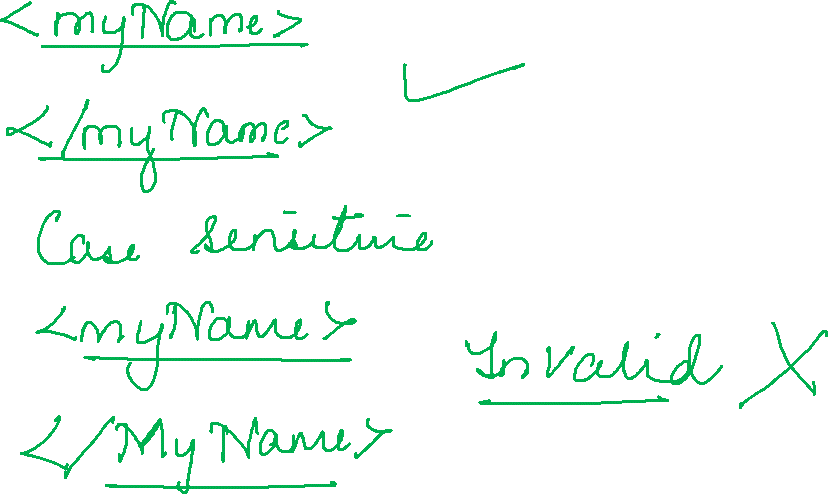 <myName>
</myName>
Case sensitive
<myName>
Invalid X
</MyName>